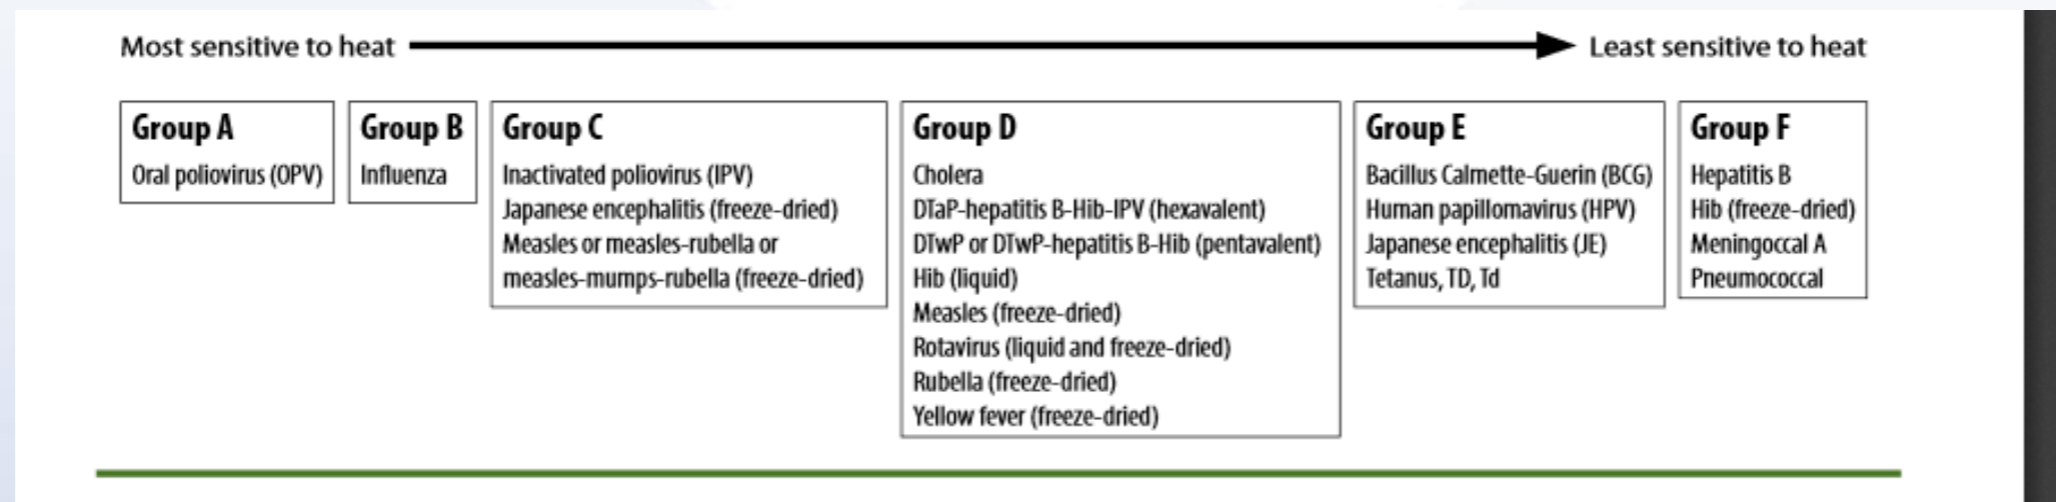 Most sensitive to heat
Least sensitive to heat
Group A
Oral poliovirus (OPV)
Group B
Influenza
Group C
Inactivated poliovirus (IPV)
Japanese encephalitis (freeze-dried)
Measles or measles-rubella or
measles-mumps-rubella (freeze-dried)
Group D
Cholera
DTaP-hepatitis B-Hib-IPV (hexavalent)
DTwP or DTwP-hepatitis B-Hib (pentavalent)
Hib (liquid)
Measles (freeze-dried)
Rotavirus (liquid and freeze-dried)
Rubella (freeze-dried)
Yellow fever (freeze-dried)
Group E
Bacillus Calmette-Guerin (BCG)
Human papillomavirus (HPV)
Japanese encephalitis (JE)
Tetanus, TD, Td
Group F
Hepatitis B
Hib (freeze-dried)
Meningoccal A
Pneumococcal